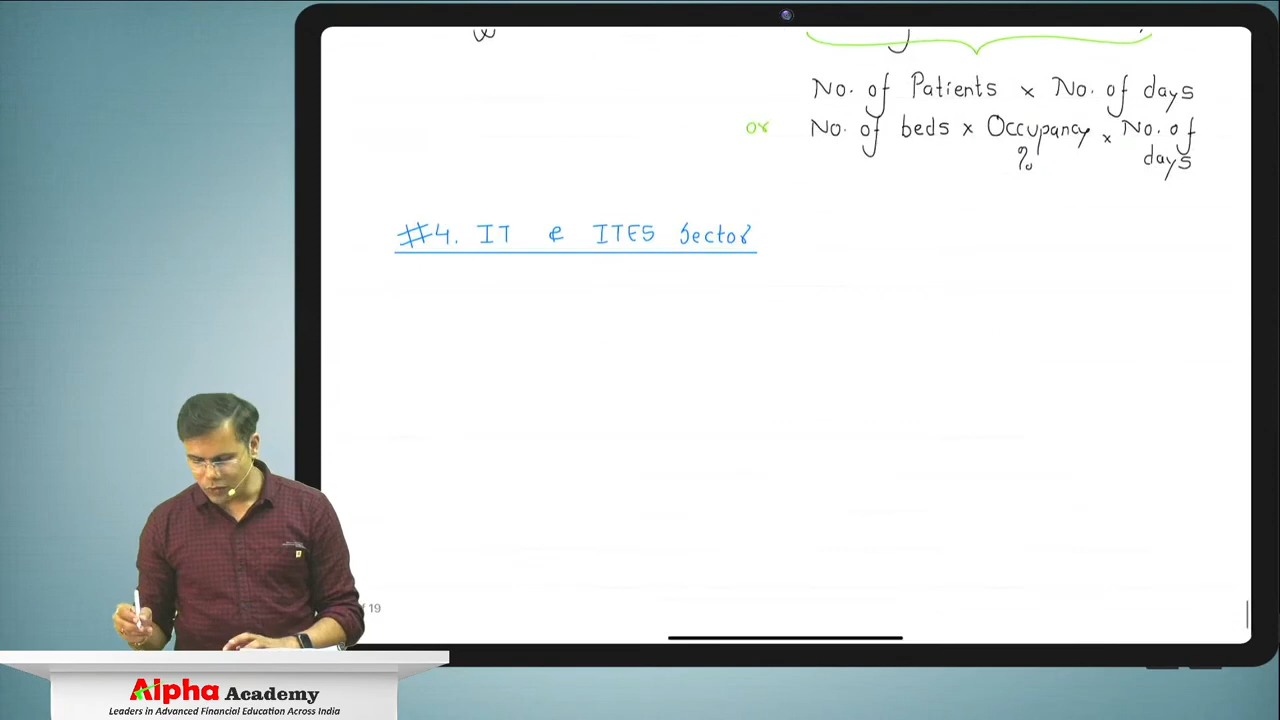 No. of Patients × No. of days
or No. of beds × Occupancy % × No. of days
#4. IT & ITES Sector
/ 19
Alpha Academy
Leaders in Advanced Financial Education Across India